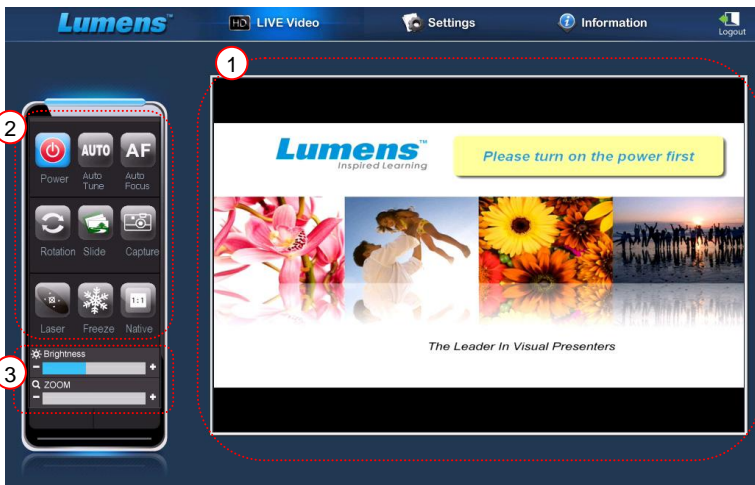 Lumens™
HD LIVE Video
Settings
Information
Logout
1
2
Power
AUTO
Auto
Tune
AF
Auto
Focus
Rotation
Slide
Capture
Laser
Freeze
1:1
Native
3
Brightness
- +
ZOOM
- +
Lumens™
Inspired Learning
Please turn on the power first
The Leader In Visual Presenters